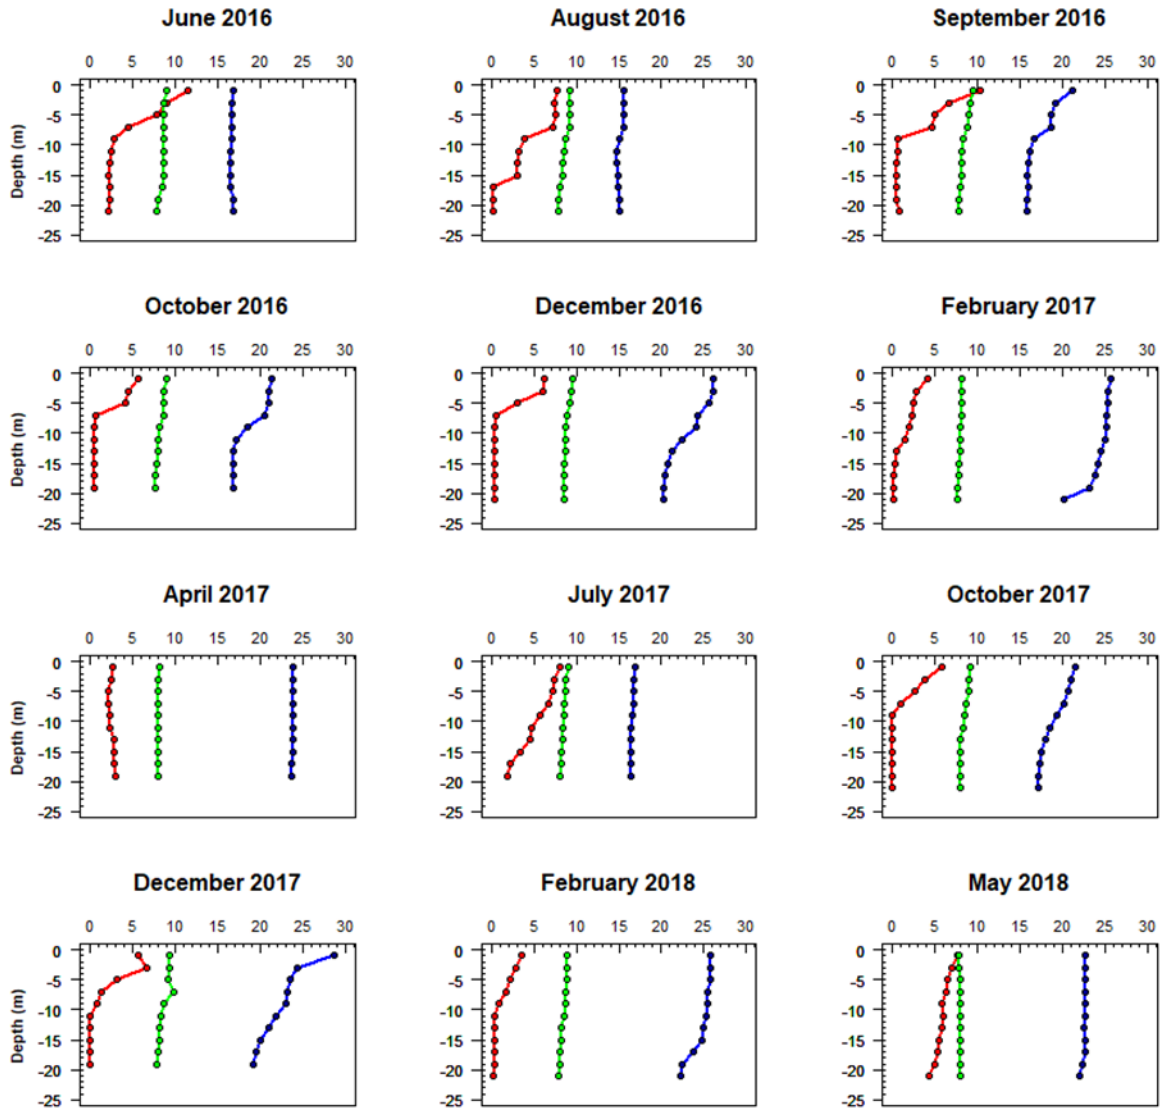 June 2016 August 2016 September 2016
0 5 10 15 20 25 30 0 5 10 15 20 25 30 0 5 10 15 20 25 30
0 0 0
-5 -5 -5
-10 -10 -10
-15 -15 -15
-20 -20 -20
-25 -25 -25
Depth (m)
October 2016 December 2016 February 2017
0 5 10 15 20 25 30 0 5 10 15 20 25 30 0 5 10 15 20 25 30
0 0 0
-5 -5 -5
-10 -10 -10
-15 -15 -15
-20 -20 -20
-25 -25 -25
Depth (m)
April 2017 July 2017 October 2017
0 5 10 15 20 25 30 0 5 10 15 20 25 30 0 5 10 15 20 25 30
0 0 0
-5 -5 -5
-10 -10 -10
-15 -15 -15
-20 -20 -20
-25 -25 -25
Depth (m)
December 2017 February 2018 May 2018
0 5 10 15 20 25 30 0 5 10 15 20 25 30 0 5 10 15 20 25 30
0 0 0
-5 -5 -5
-10 -10 -10
-15 -15 -15
-20 -20 -20
-25 -25 -25
Depth (m)